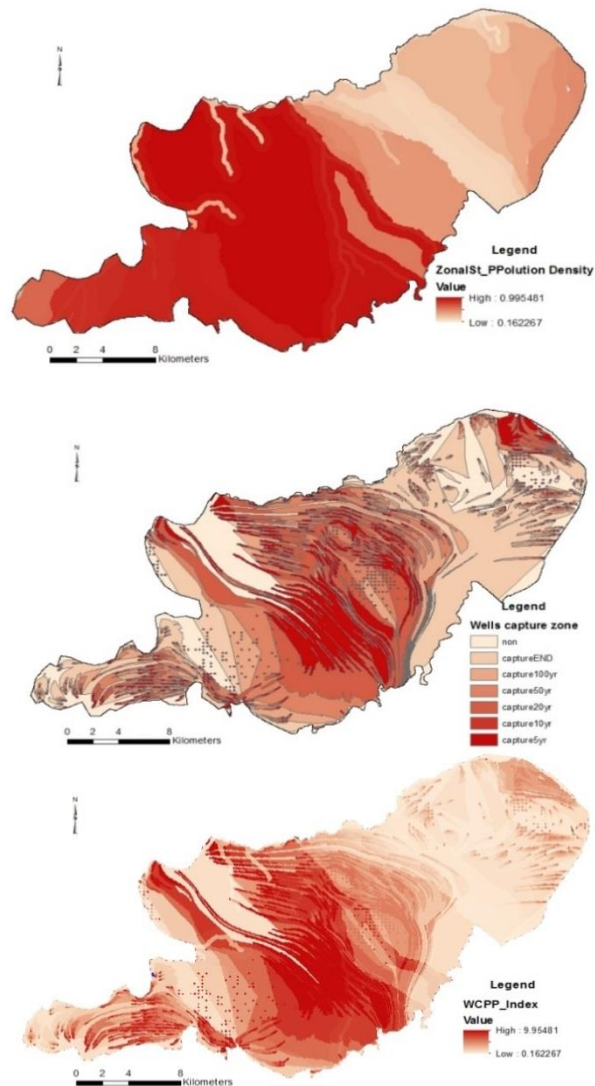 N
Legend
ZonalSt_PPolution Density
Value
High : 0.995481
Low : 0.162267
0 2 4 8
Kilometers
N
Legend
Wells capture zone
non
captureEND
capture100yr
capture50yr
capture20yr
capture10yr
capture5yr
0 2 4 8
Kilometers
N
Legend
WCPP_Index
Value
High : 9.95481
Low : 0.162267
0 2 4 8
Kilometers